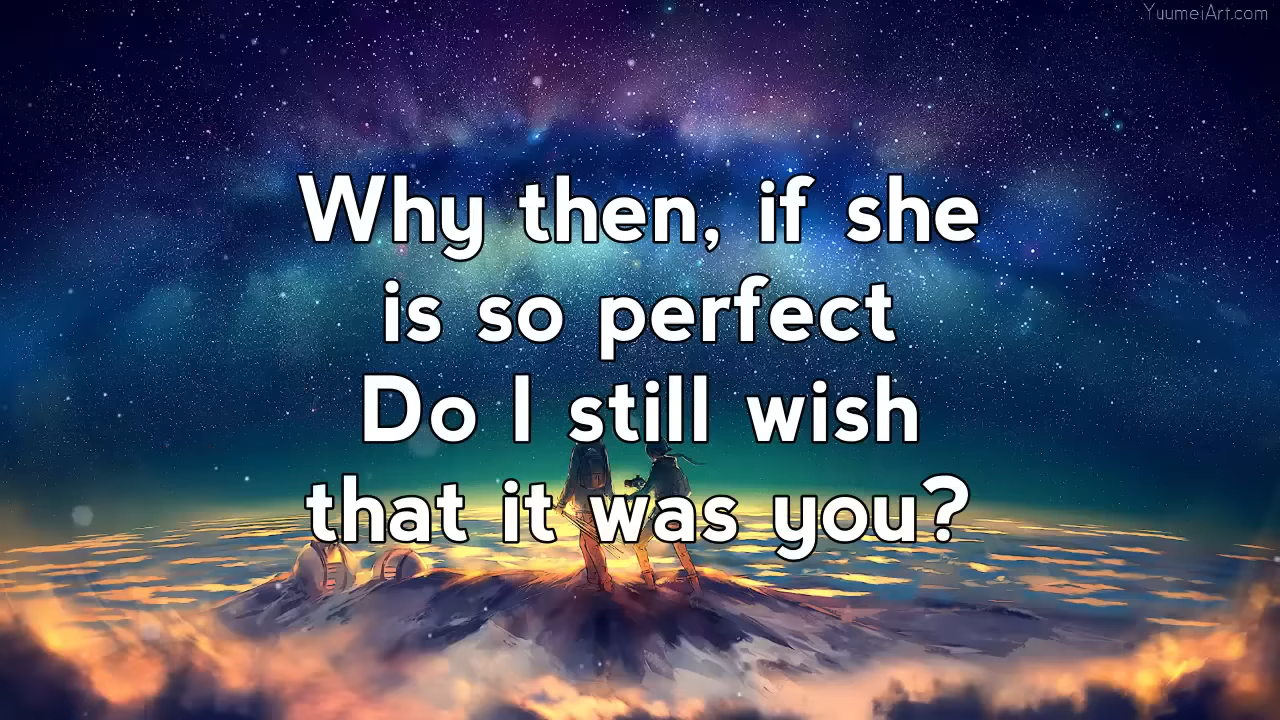 YuumeiArt.com
Why then, if she
is so perfect
Do I still wish
that it was you?